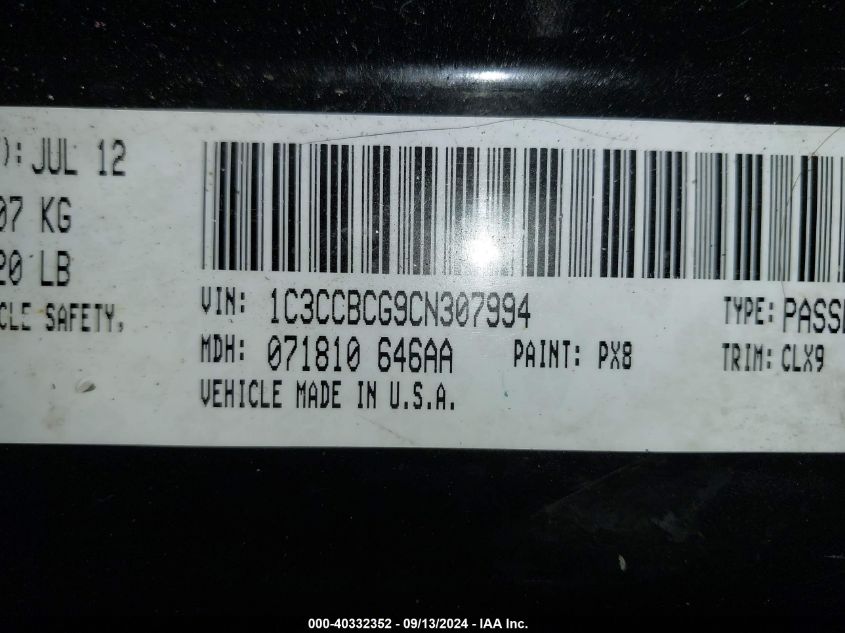 ): JUL 12
07 KG
20 LB
CLE SAFETY,
VIN: 1C3CCBCG9CN307994
TYPE: PASSE
MDH: 071810 646AA PAINT: PX8
TRIM: CLX9
VEHICLE MADE IN U.S.A.
000-40332352 - 09/13/2024 - IAA Inc.